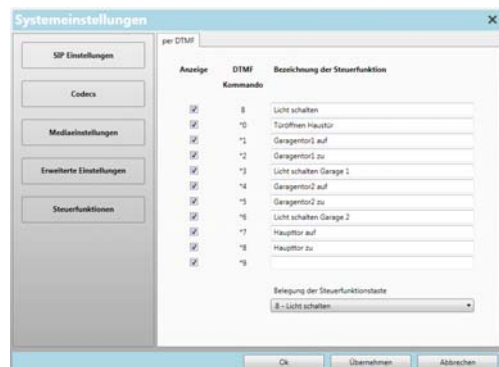 Systemeinstellungen
SIP Einstellungen
Codecs
Mediaeinstellungen
Erweiterte Einstellungen
Steuerfunktionen
per DTMF
Anzeige DTMF Kommando Bezeichnung der Steuerfunktion
8 Licht schalten
*0 Türöffnen Haustür
*1 Garagentor1 auf
*2 Garagentor1 zu
*3 Licht schalten Garage 1
*4 Garagentor2 auf
*5 Garagentor2 zu
*6 Licht schalten Garage 2
*7 Haupttor auf
*8 Haupttor zu
*9
Belegung der Steuerfunktionstaste
8 - Licht schalten
Ok Übernehmen Abbrechen